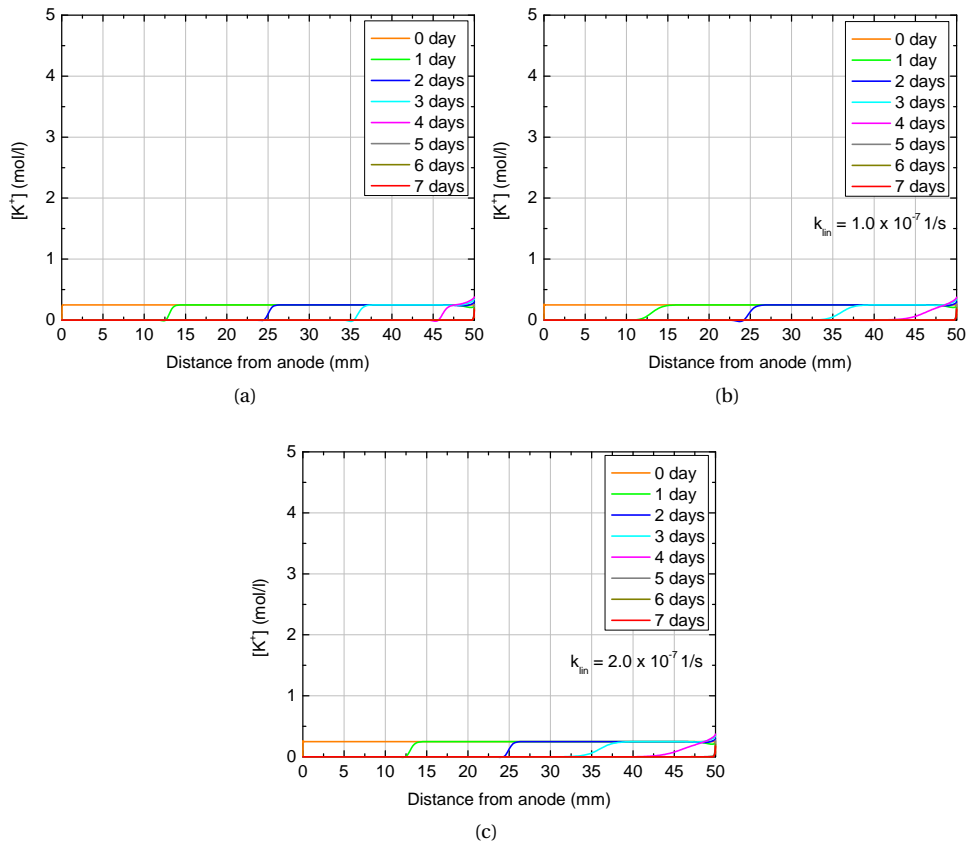 5
4
3
2
1
0
[K+] (mol/l)
0 day
1 day
2 days
3 days
4 days
5 days
6 days
7 days
0 5 10 15 20 25 30 35 40 45 50
Distance from anode (mm)
(a)
5
4
3
2
1
0
[K+] (mol/l)
0 day
1 day
2 days
3 days
4 days
5 days
6 days
7 days
klin = 1.0 x 10-7 1/s
0 5 10 15 20 25 30 35 40 45 50
Distance from anode (mm)
(b)
5
4
3
2
1
0
[K+] (mol/l)
0 day
1 day
2 days
3 days
4 days
5 days
6 days
7 days
klin = 2.0 x 10-7 1/s
0 5 10 15 20 25 30 35 40 45 50
Distance from anode (mm)
(c)